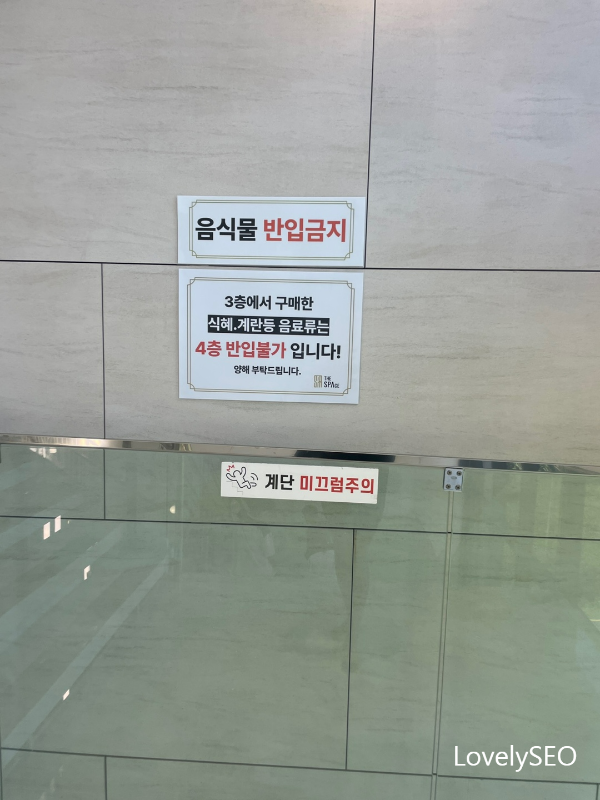 음식물 반입금지
3층에서 구매한
식혜.계란등 음료류는
4층 반입불가 입니다!
양해 부탁드립니다.
THE
SPA
계단 미끄럼주의
LovelySEO